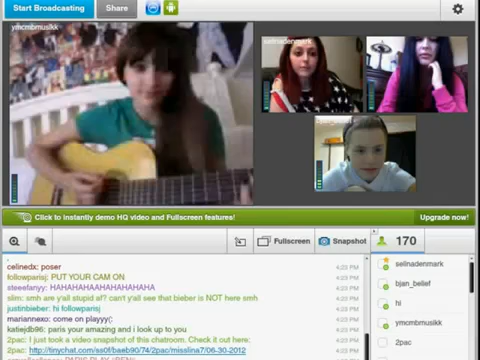 Start Broadcasting
Share
ymcmbmusikk
selinadenmark
Click to instantly demo HQ video and Fullscreen features!
Upgrade now!
Fullscreen
Snapshot
170
celinedx: poser
4:23 PM
followparisj: PUT YOUR CAM ON
4:23 PM
steeefanyy: HAHAHAHAAHAHAHAHAHA
4:23 PM
slim: smh are y'all stupid af? can't y'all see that bieber is NOT here smh
4:23 PM
justinbieber: hi followparisj
4:23 PM
mariannexo: come on playyy(:
4:23 PM
katiejdb96: paris your amazing and i look up to you
4:23 PM
2pac: I just took a video snapshot of this chatroom. Check it out here:
4:23 PM
2pac: http://tinychat.com/ss0f/baeb90/74/2pac/misslina7/06-30-2012
4:23 PM
selinadenmark
bjan_belief
hi
ymcmbmusikk
2pac